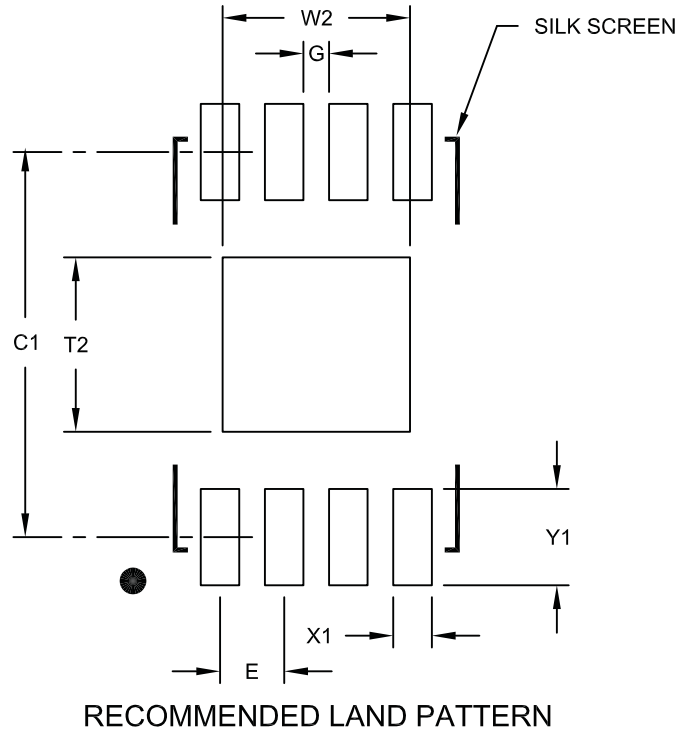 W2
SILK SCREEN
G
C1
T2
Y1
X1
E
RECOMMENDED LAND PATTERN